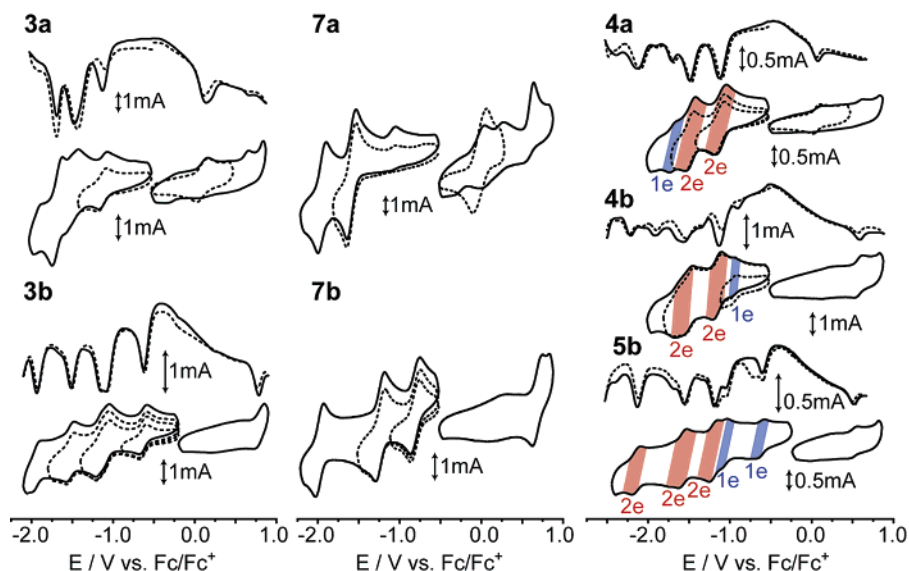 3a
1mA
1mA
3b
1mA
1mA
-2.0 -1.0 0.0 1.0
E / V vs. Fc/Fc+
7a
1mA
7b
1mA
-2.0 -1.0 0.0 1.0
E / V vs. Fc/Fc+
4a
0.5mA
0.5mA
1e 2e 2e
4b
1mA
1mA
2e 2e 1e
5b
0.5mA
0.5mA
2e 2e 2e 1e 1e
-2.0 -1.0 0.0 1.0
E / V vs. Fc/Fc+